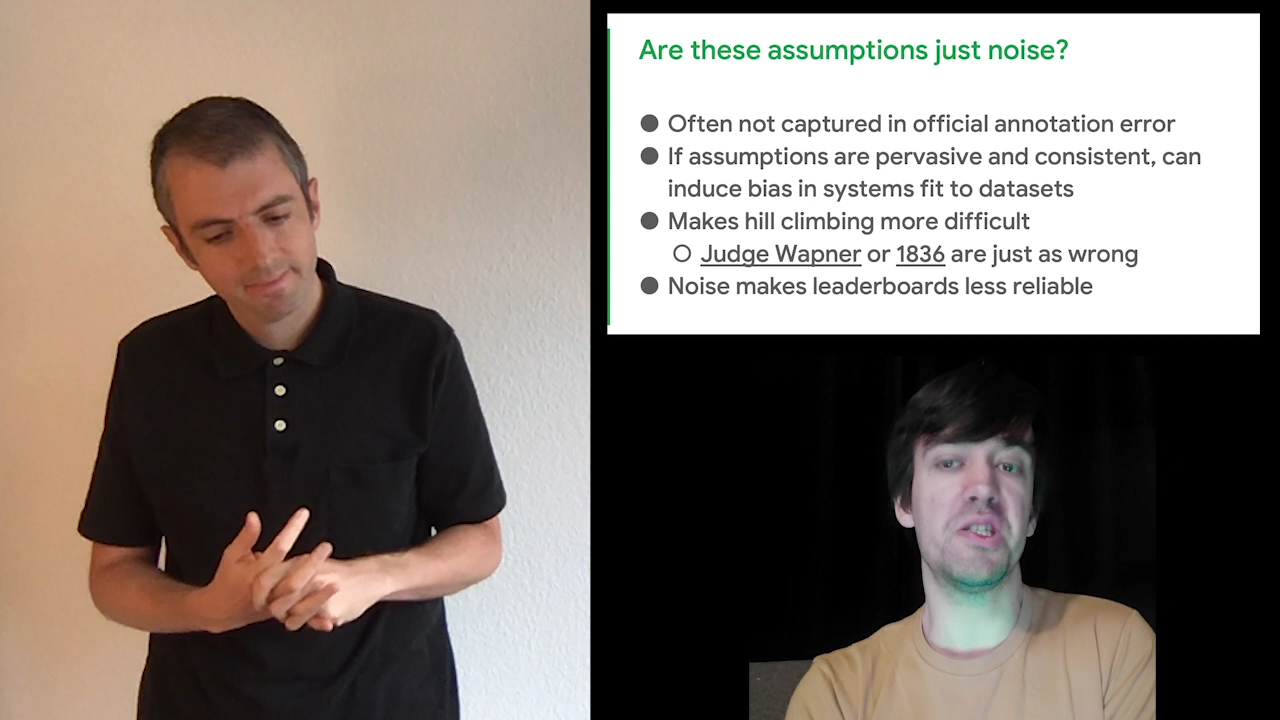 Are these assumptions just noise?
● Often not captured in official annotation error
● If assumptions are pervasive and consistent, can
induce bias in systems fit to datasets
● Makes hill climbing more difficult
○ Judge Wapner or 1836 are just as wrong
● Noise makes leaderboards less reliable